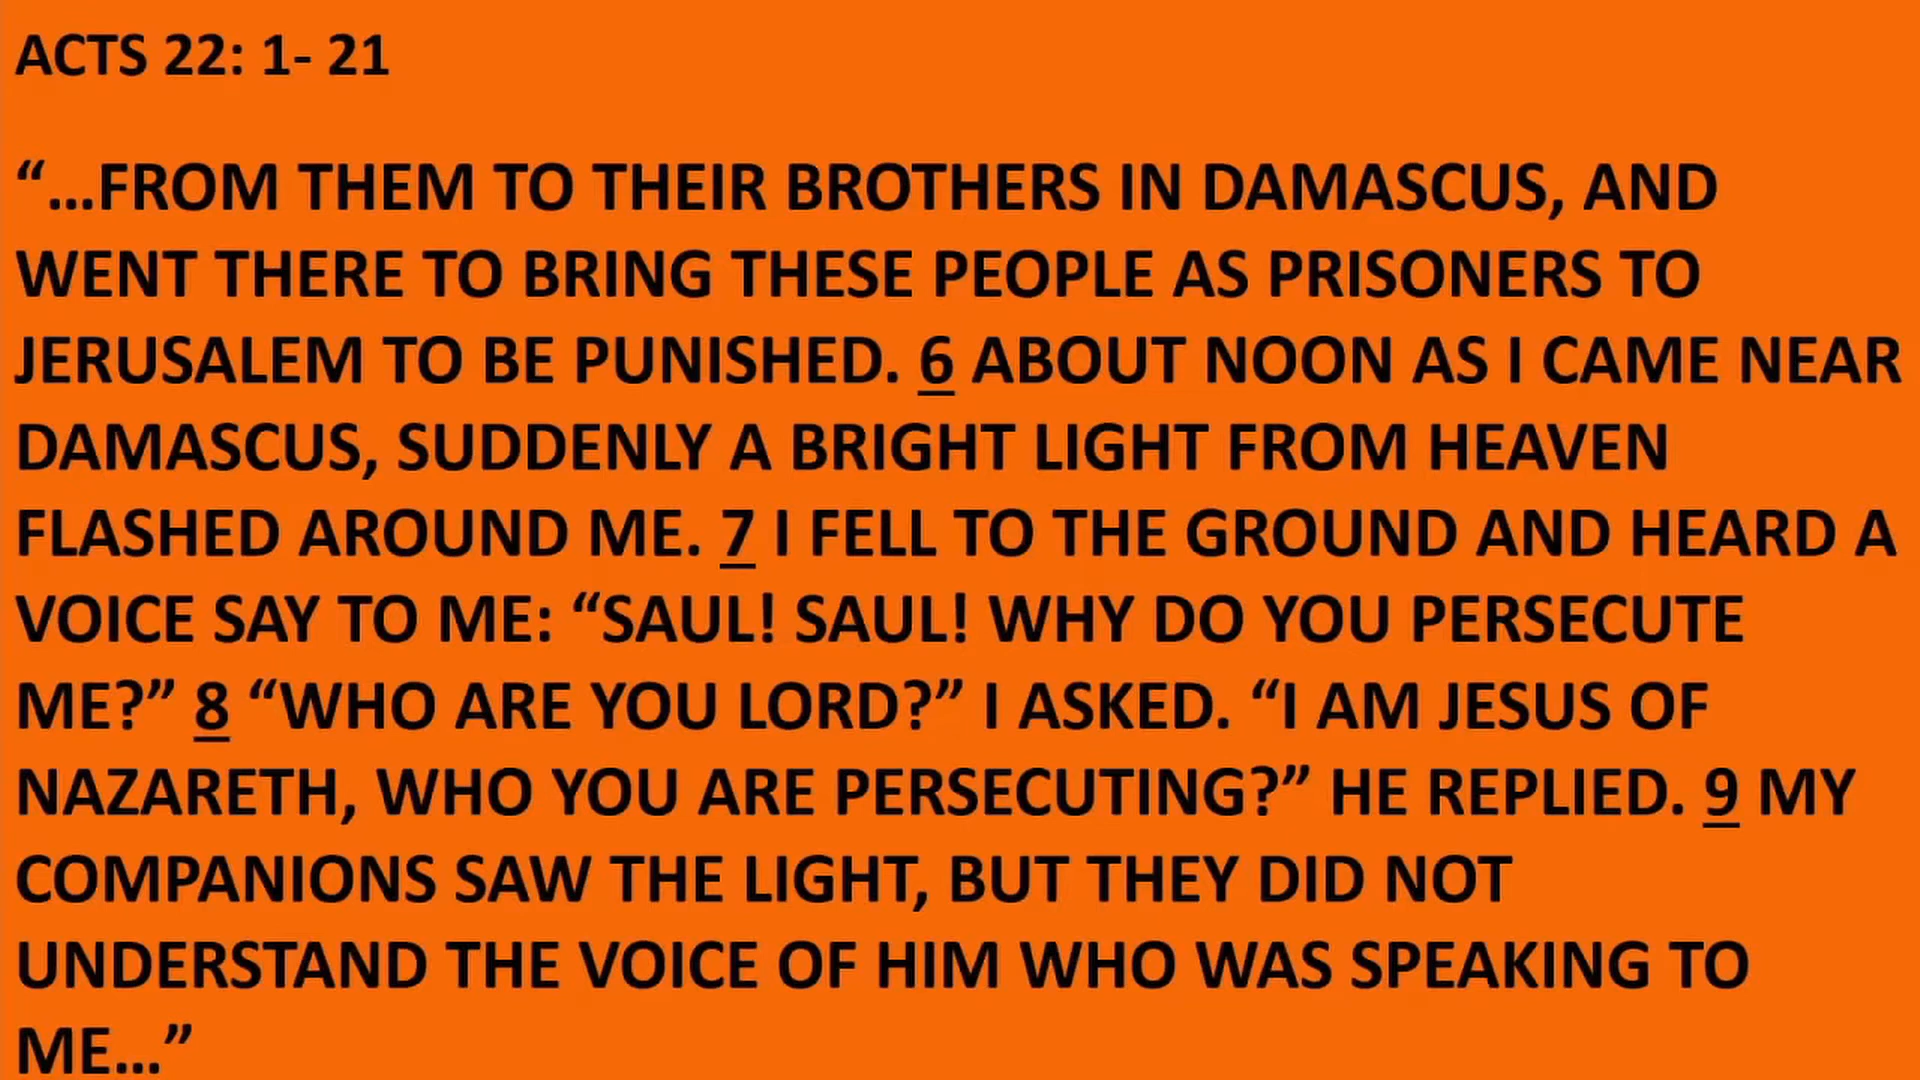 ACTS 22: 1- 21
“...FROM THEM TO THEIR BROTHERS IN DAMASCUS, AND
WENT THERE TO BRING THESE PEOPLE AS PRISONERS TO
JERUSALEM TO BE PUNISHED. 6 ABOUT NOON AS I CAME NEAR
DAMASCUS, SUDDENLY A BRIGHT LIGHT FROM HEAVEN
FLASHED AROUND ME. 7 I FELL TO THE GROUND AND HEARD A
VOICE SAY TO ME: “SAUL! SAUL! WHY DO YOU PERSECUTE
ME?” 8 “WHO ARE YOU LORD?” I ASKED. “I AM JESUS OF
NAZARETH, WHO YOU ARE PERSECUTING?” HE REPLIED. 9 MY
COMPANIONS SAW THE LIGHT, BUT THEY DID NOT
UNDERSTAND THE VOICE OF HIM WHO WAS SPEAKING TO
ME...”